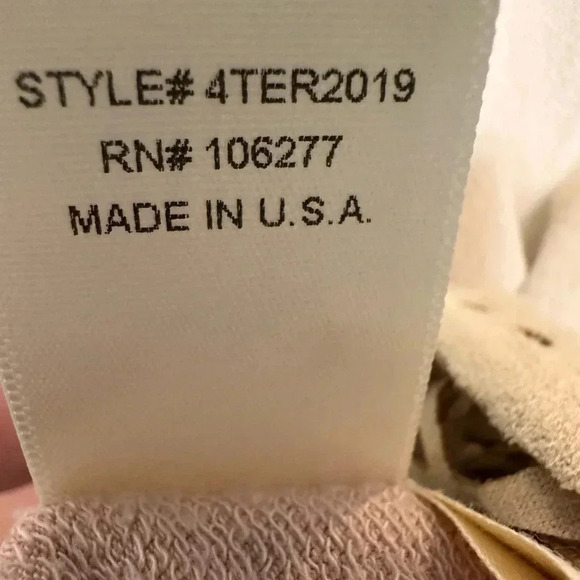 STYLE# 4TER2019
RN# 106277
MADE IN U.S.A.